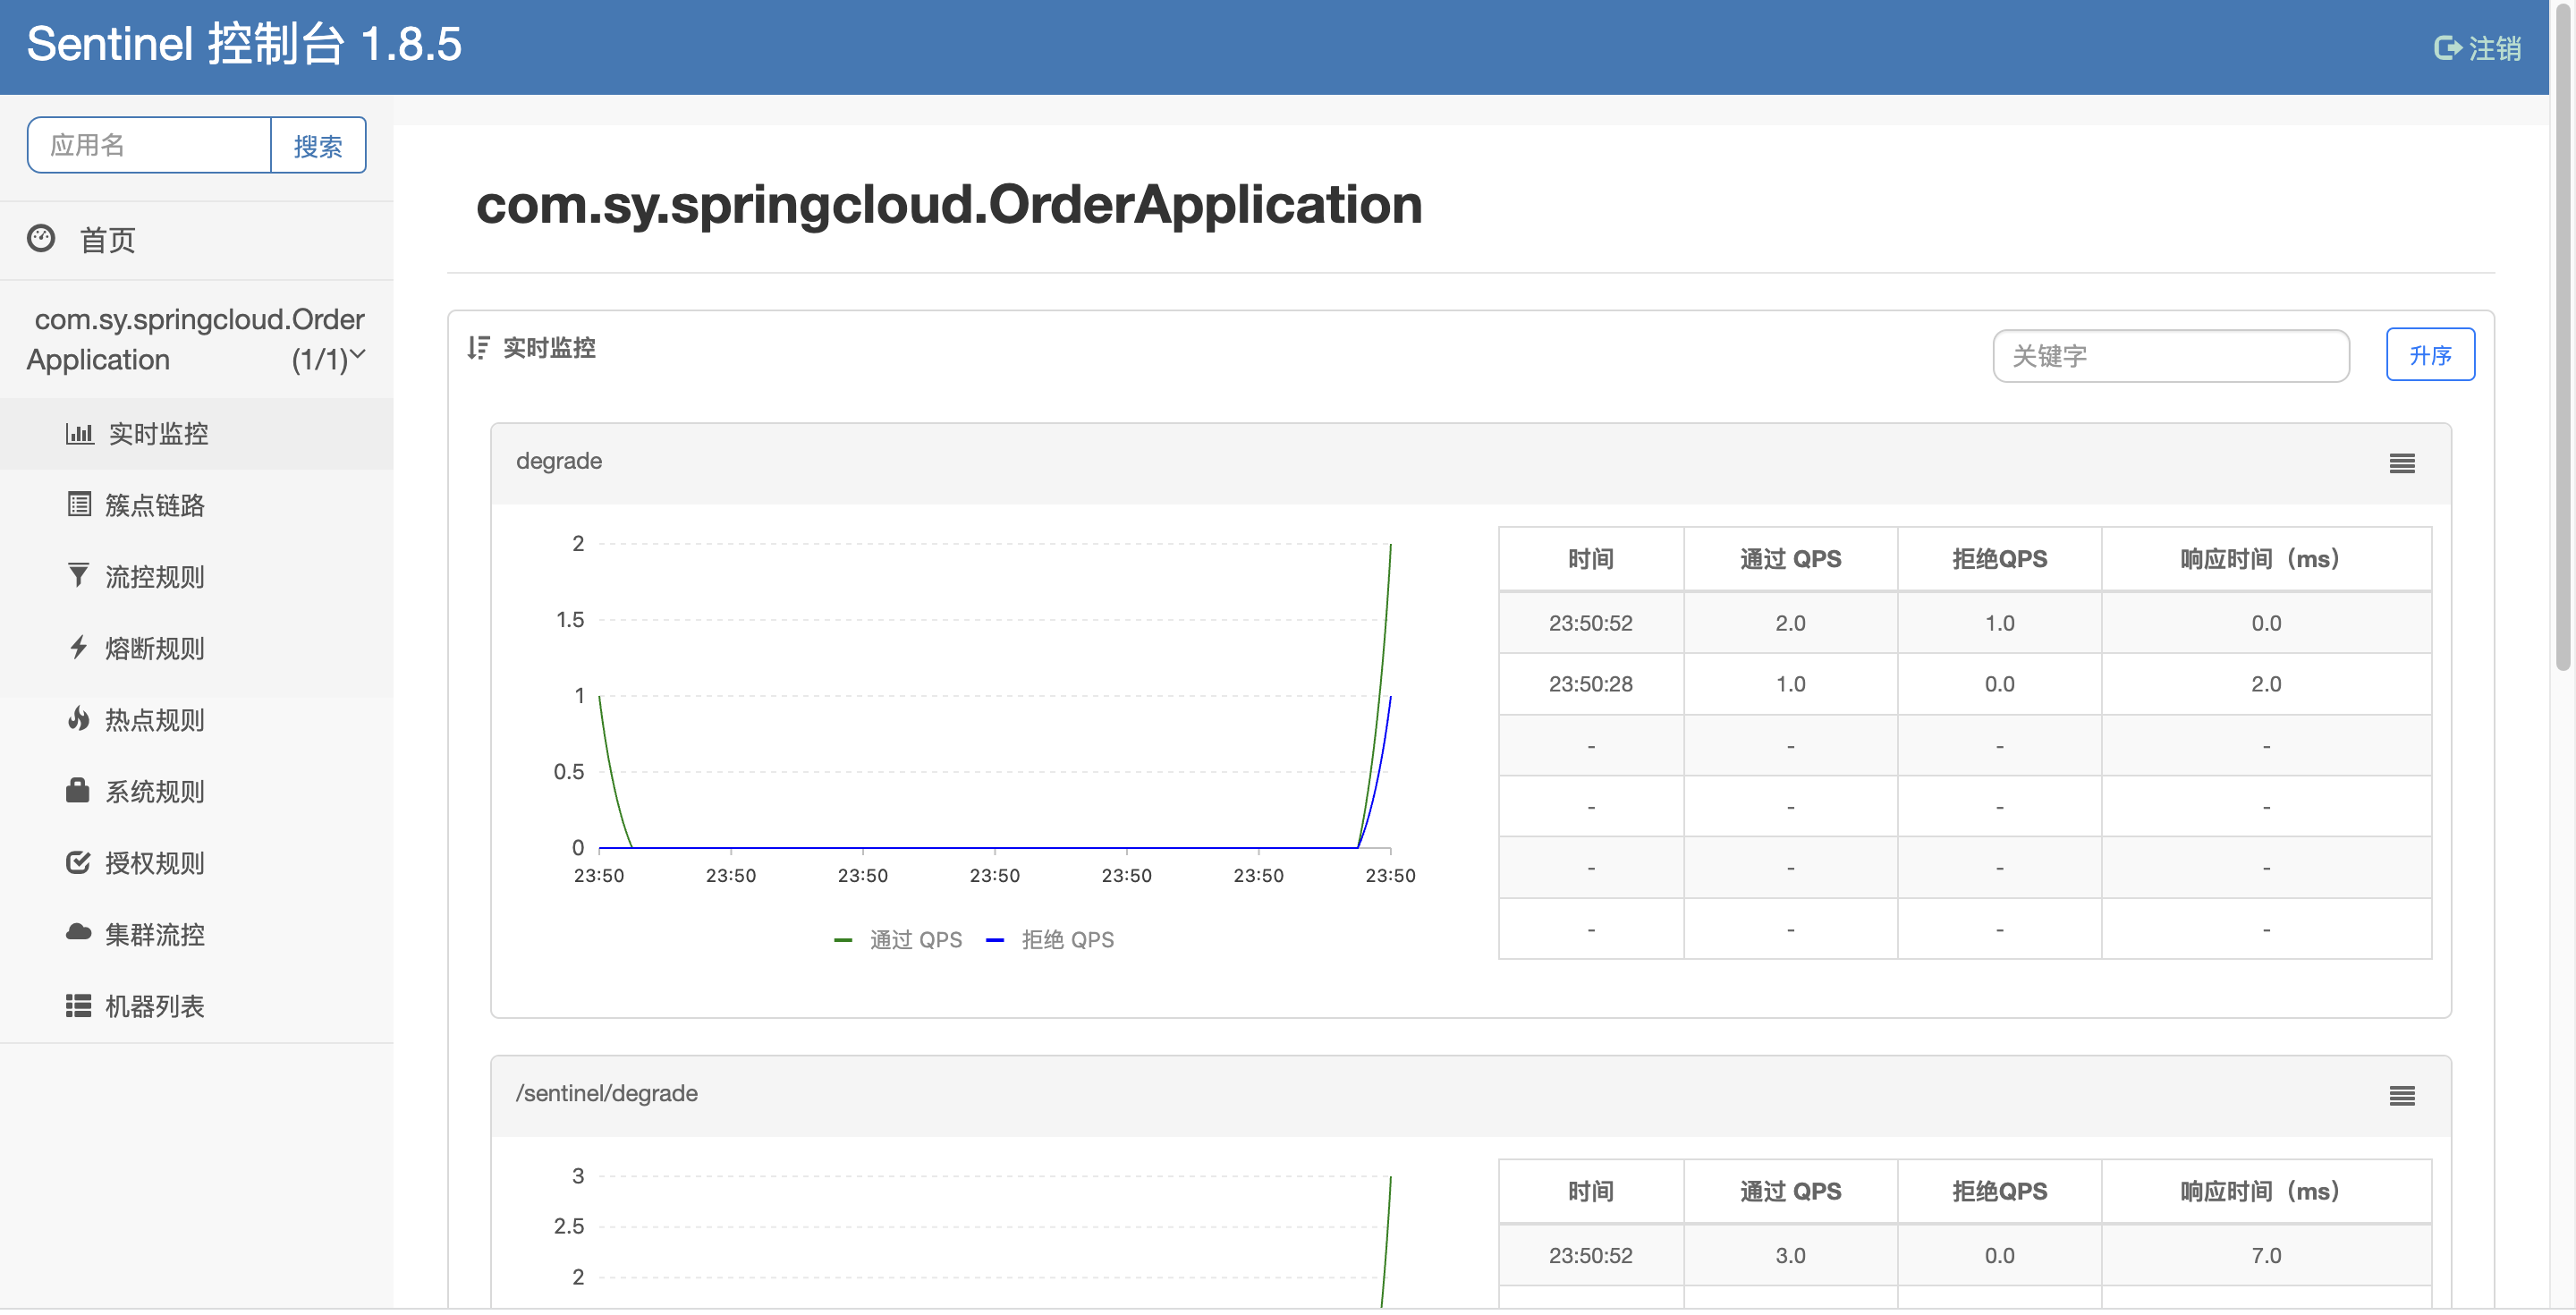 Sentinel 控制台 1.8.5
注销
应用名
搜索
首页
com.sy.springcloud.Order
Application (1/1)
实时监控
簇点链路
流控规则
熔断规则
热点规则
系统规则
授权规则
集群流控
机器列表
com.sy.springcloud.OrderApplication
实时监控
关键字
升序
degrade
2
1.5
1
0.5
0
23:50 23:50 23:50 23:50 23:50 23:50 23:50
通过 QPS 拒绝 QPS
时间 通过 QPS 拒绝QPS 响应时间（ms）
23:50:52 2.0 1.0 0.0
23:50:28 1.0 0.0 2.0
- - - -
- - - -
- - - -
- - - -
/sentinel/degrade
3
2.5
2
时间 通过 QPS 拒绝QPS 响应时间（ms）
23:50:52 3.0 0.0 7.0